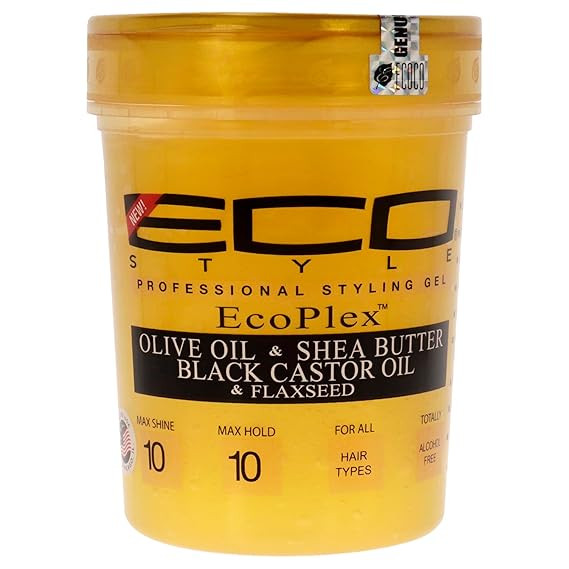 GENU
ECOCO
NEW!
ECO
STYLE
PROFESSIONAL STYLING GEL
EcoPlex™
OLIVE OIL & SHEA BUTTER
BLACK CASTOR OIL
& FLAXSEED
MAX SHINE
10
MAX HOLD
10
FOR ALL
HAIR
TYPES
TOTALLY
ALCOHOL
FREE